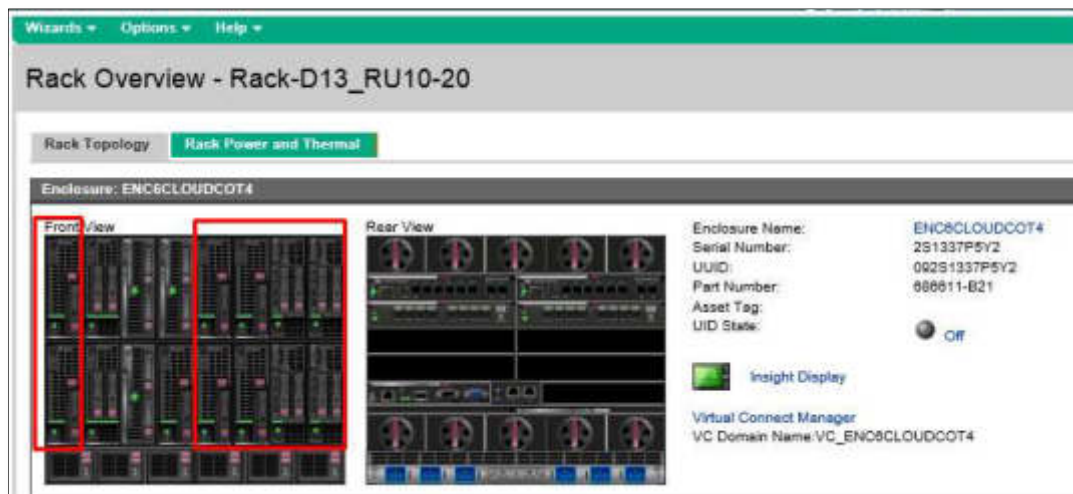 Wizards Options Help
Rack Overview - Rack-D13_RU10-20
Rack Topology Rack Power and Thermal
Enclosure: ENC6CLOUDCOT4
Front View
Rear View
Enclosure Name: ENC6CLOUDCOT4
Serial Number: 2S1337P5Y2
UUID: 092S1337P5Y2
Part Number: 686611-B21
Asset Tag:
UID State: Off
Insight Display
Virtual Connect Manager
VC Domain Name:VC_ENC6CLOUDCOT4